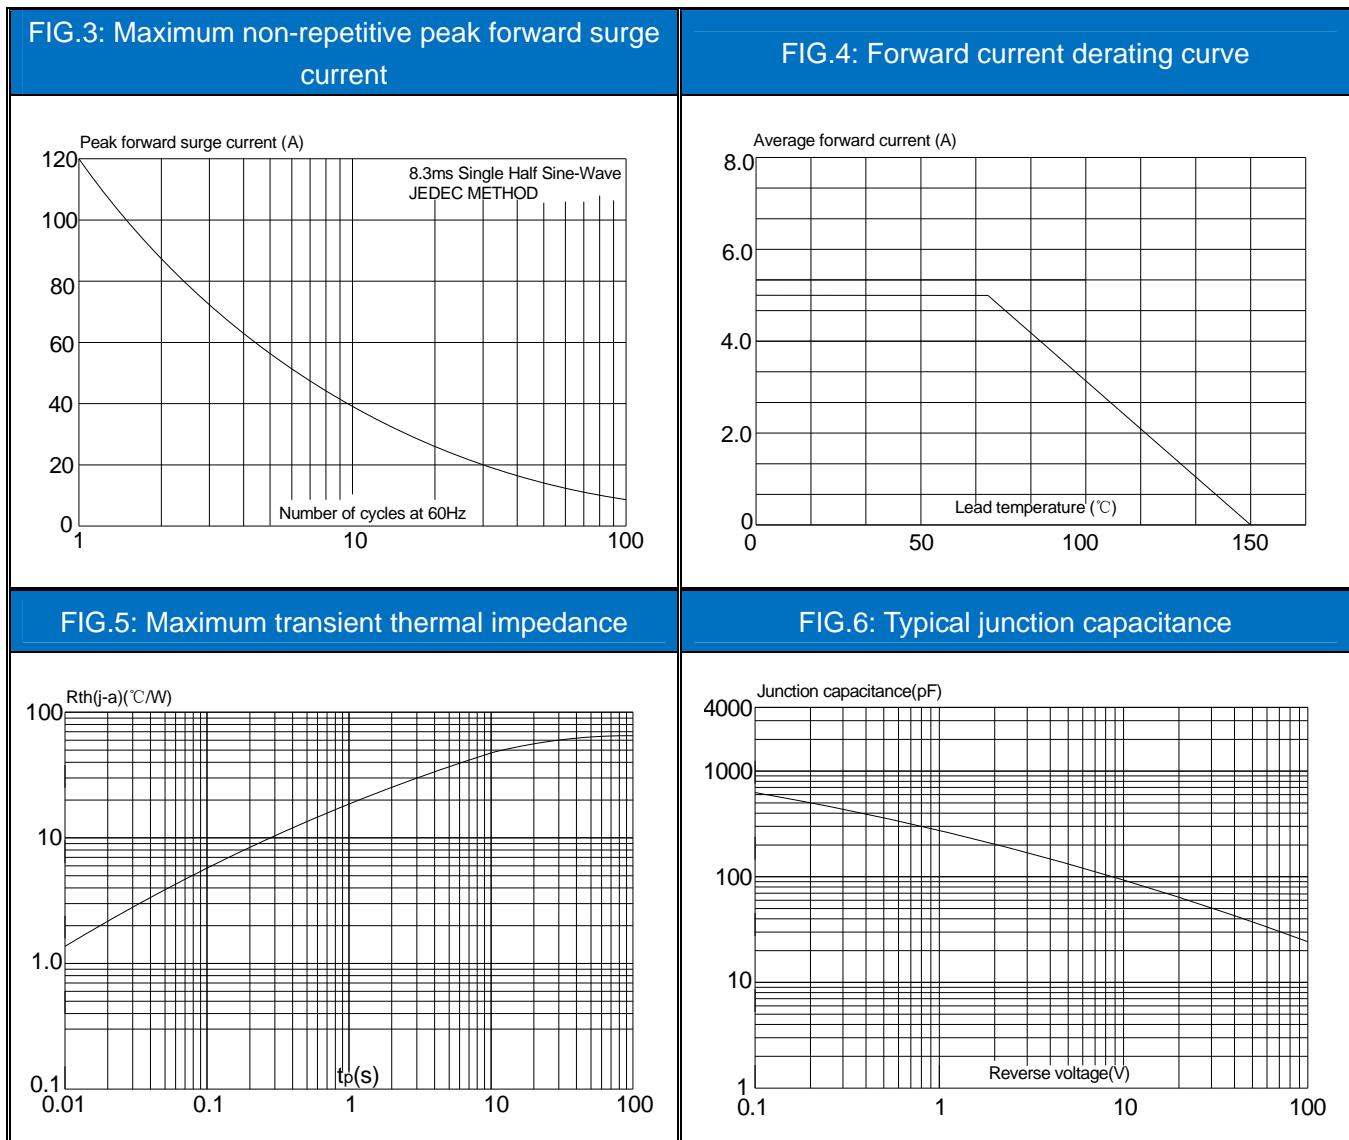 FIG.3: Maximum non-repetitive peak forward surge
current
Peak forward surge current (A)
8.3ms Single Half Sine-Wave
JEDEC METHOD
120
100
80
60
40
20
0
Number of cycles at 60Hz
1
10
100
FIG.4: Forward current derating curve
Average forward current (A)
8.0
6.0
4.0
2.0
0
Lead temperature (℃)
0
50
100
150
FIG.5: Maximum transient thermal impedance
Rth(j-a)(℃/W)
100
10
1.0
0.1
tp(s)
0.01
0.1
1
10
100
FIG.6: Typical junction capacitance
Junction capacitance(pF)
4000
1000
100
10
1
Reverse voltage(V)
0.1
1
10
100